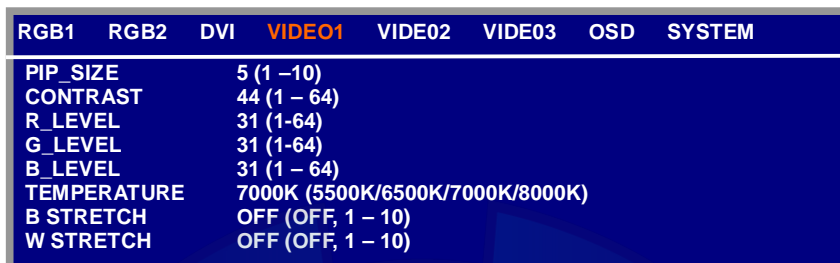 RGB1 RGB2 DVI VIDEO1 VIDE02 VIDE03 OSD SYSTEM
PIP_SIZE 5 (1 –10)
CONTRAST 44 (1 – 64)
R_LEVEL 31 (1-64)
G_LEVEL 31 (1-64)
B_LEVEL 31 (1 – 64)
TEMPERATURE 7000K (5500K/6500K/7000K/8000K)
B STRETCH OFF (OFF, 1 – 10)
W STRETCH OFF (OFF, 1 – 10)